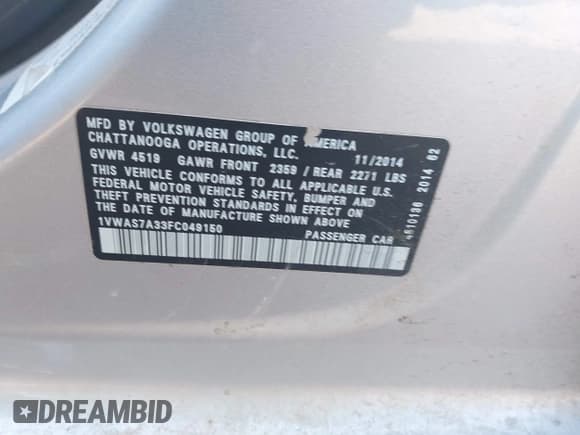 MFD BY VOLKSWAGEN GROUP OF AMERICA
CHATTANOOGA OPERATIONS, LLC. 11/2014
GVWR 4519 GAWR FRONT 2359 / REAR 2271 LBS
THIS VEHICLE CONFORMS TO ALL APPLICABLE U.S.
FEDERAL MOTOR VEHICLE SAFETY, BUMPER AND
THEFT PREVENTION STANDARDS IN EFFECT ON
THE DATE OF MANUFACTURE SHOWN ABOVE
1VWAS7A33FC049150 PASSENGER CAR
4510136 2014 02
DREAMBID